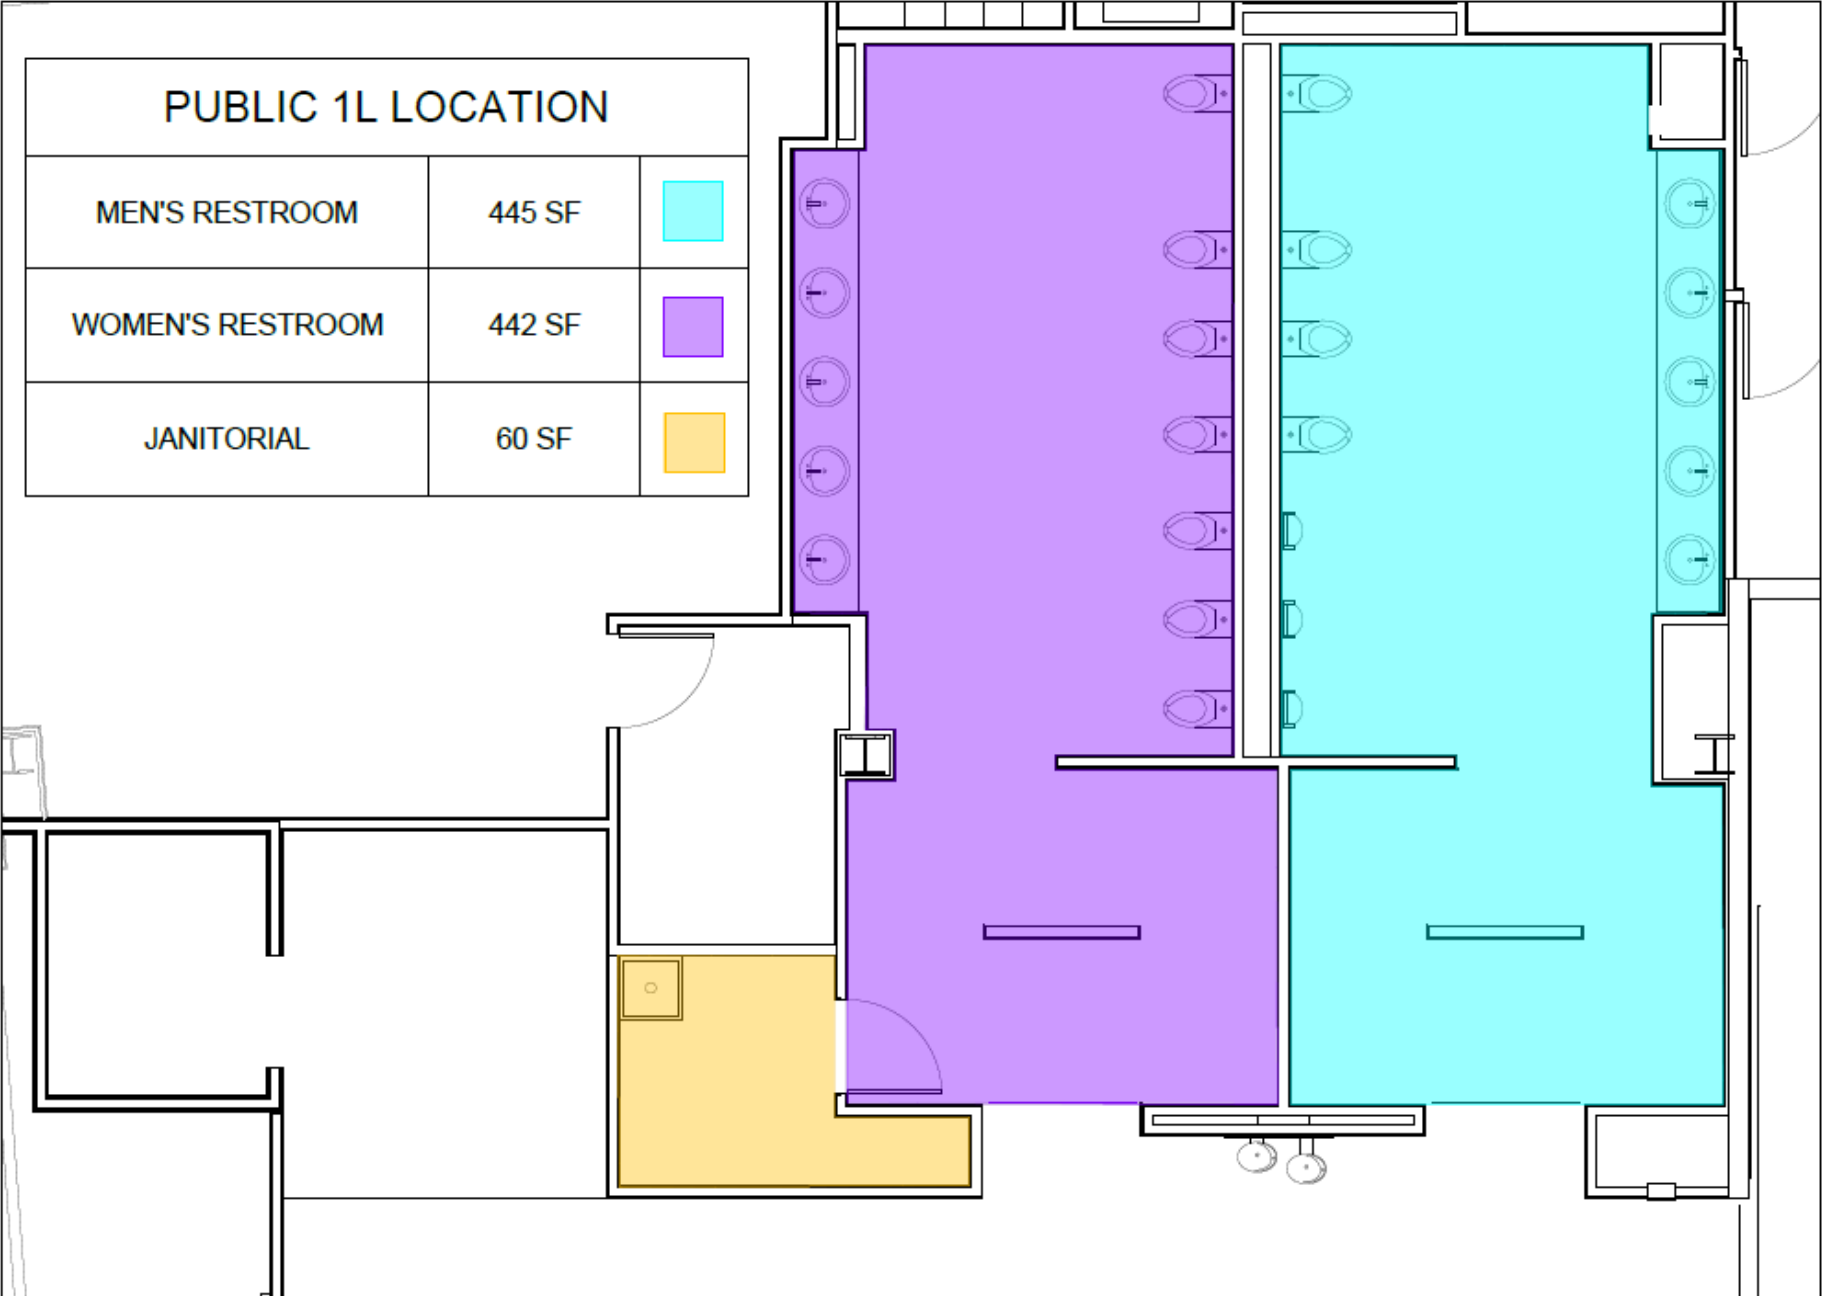 PUBLIC 1L LOCATION
MEN'S RESTROOM 445 SF
WOMEN'S RESTROOM 442 SF
JANITORIAL 60 SF